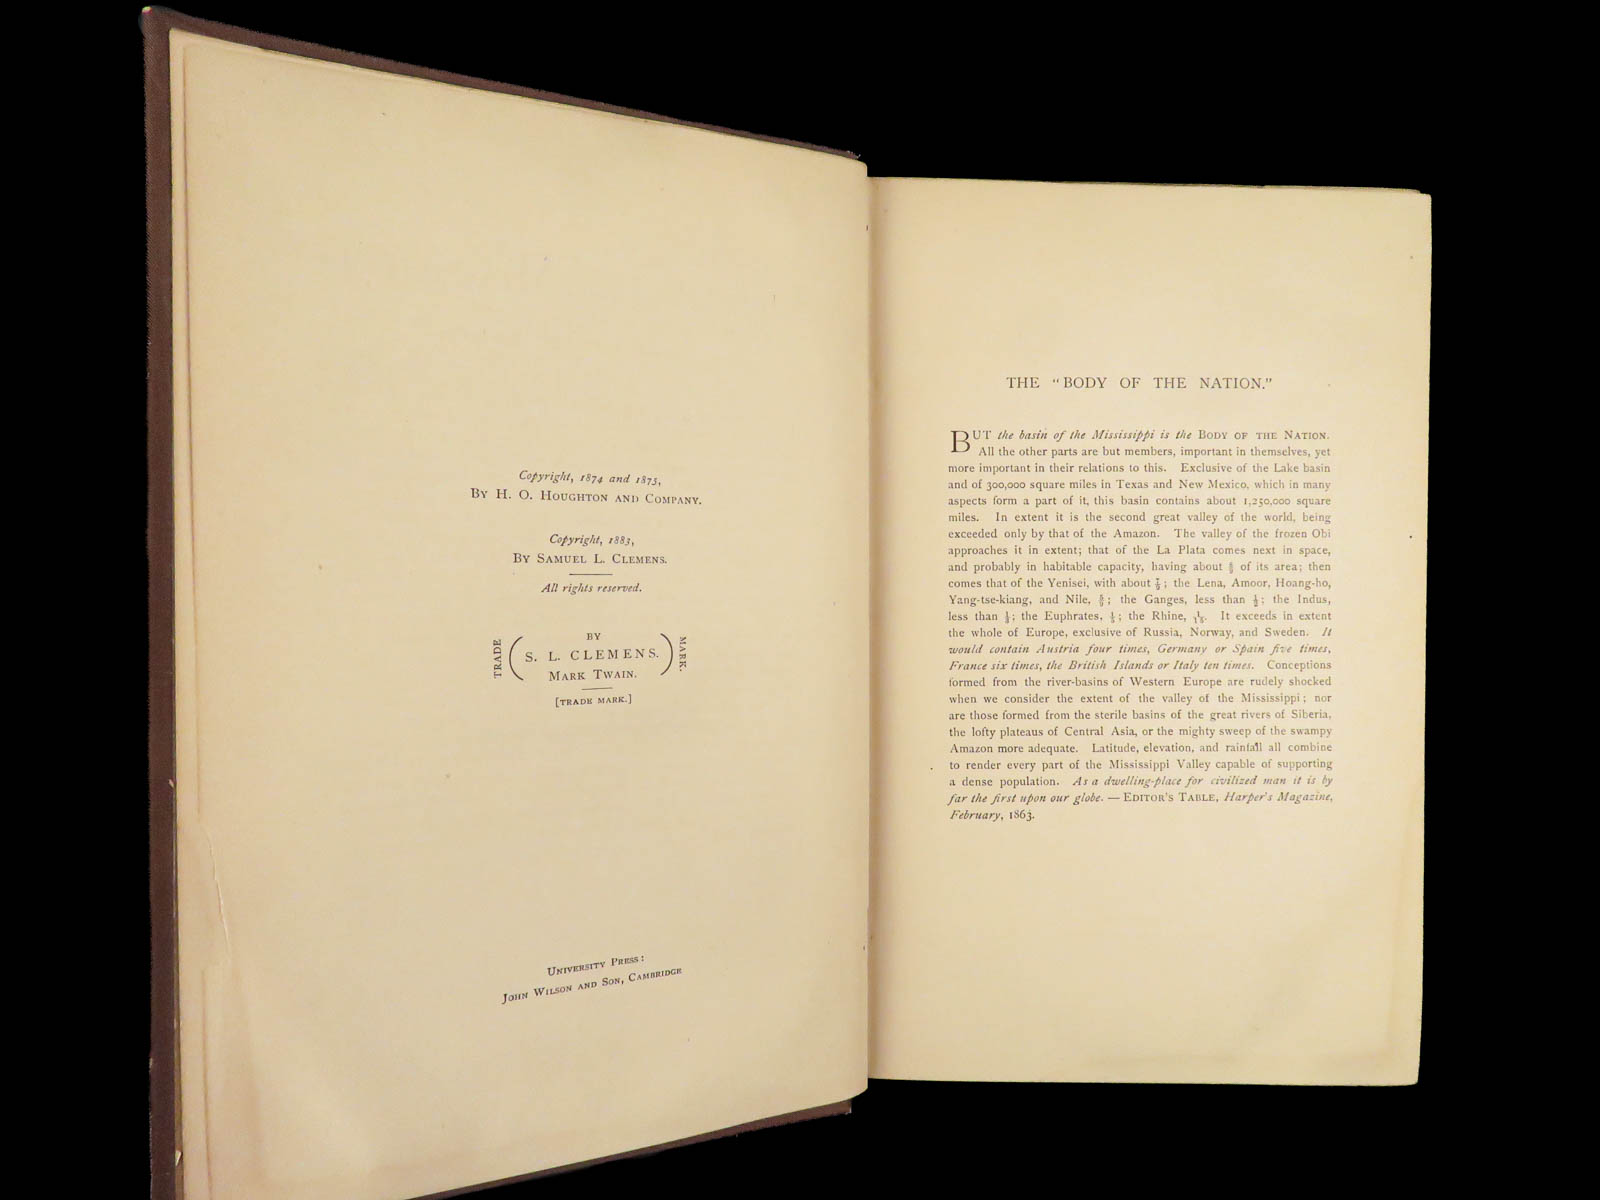 Copyright, 1874 and 1875,
BY H. O. HOUGHTON AND COMPANY.
Copyright, 1883,
BY SAMUEL L. CLEMENS.
All rights reserved.
TRADE
BY
S. L. CLEMENS.
MARK TWAIN.
MARK.
[TRADE MARK.]
UNIVERSITY PRESS:
JOHN WILSON AND SON, CAMBRIDGE
THE "BODY OF THE NATION."
BUT the basin of the Mississippi is the BODY OF THE NATION.
All the other parts are but members, important in themselves, yet
more important in their relations to this. Exclusive of the Lake basin
and of 300,000 square miles in Texas and New Mexico, which in many
aspects form a part of it, this basin contains about 1,250,000 square
miles. In extent it is the second great valley of the world, being
exceeded only by that of the Amazon. The valley of the frozen Obi
approaches it in extent; that of the La Plata comes next in space,
and probably in habitable capacity, having about 8/9 of its area; then
comes that of the Yenisei, with about 7/9; the Lena, Amoor, Hoang-ho,
Yang-tse-kiang, and Nile, 5/9; the Ganges, less than 1/2; the Indus,
less than 1/3; the Euphrates, 1/5; the Rhine, 1/15. It exceeds in extent
the whole of Europe, exclusive of Russia, Norway, and Sweden. It
would contain Austria four times, Germany or Spain five times,
France six times, the British Islands or Italy ten times. Conceptions
formed from the river-basins of Western Europe are rudely shocked
when we consider the extent of the valley of the Mississippi; nor
are those formed from the sterile basins of the great rivers of Siberia,
the lofty plateaus of Central Asia, or the mighty sweep of the swampy
Amazon more adequate. Latitude, elevation, and rainfall all combine
to render every part of the Mississippi Valley capable of supporting
a dense population. As a dwelling-place for civilized man it is by
far the first upon our globe. — EDITOR'S TABLE, Harper's Magazine,
February, 1863.